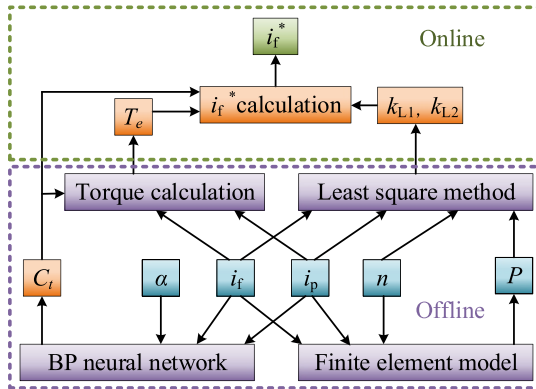 i_f^*
Online
i_f^* calculation
k_L1, k_L2
T_e
Torque calculation
Least square method
C_t
α
i_f
i_p
n
P
Offline
BP neural network
Finite element model